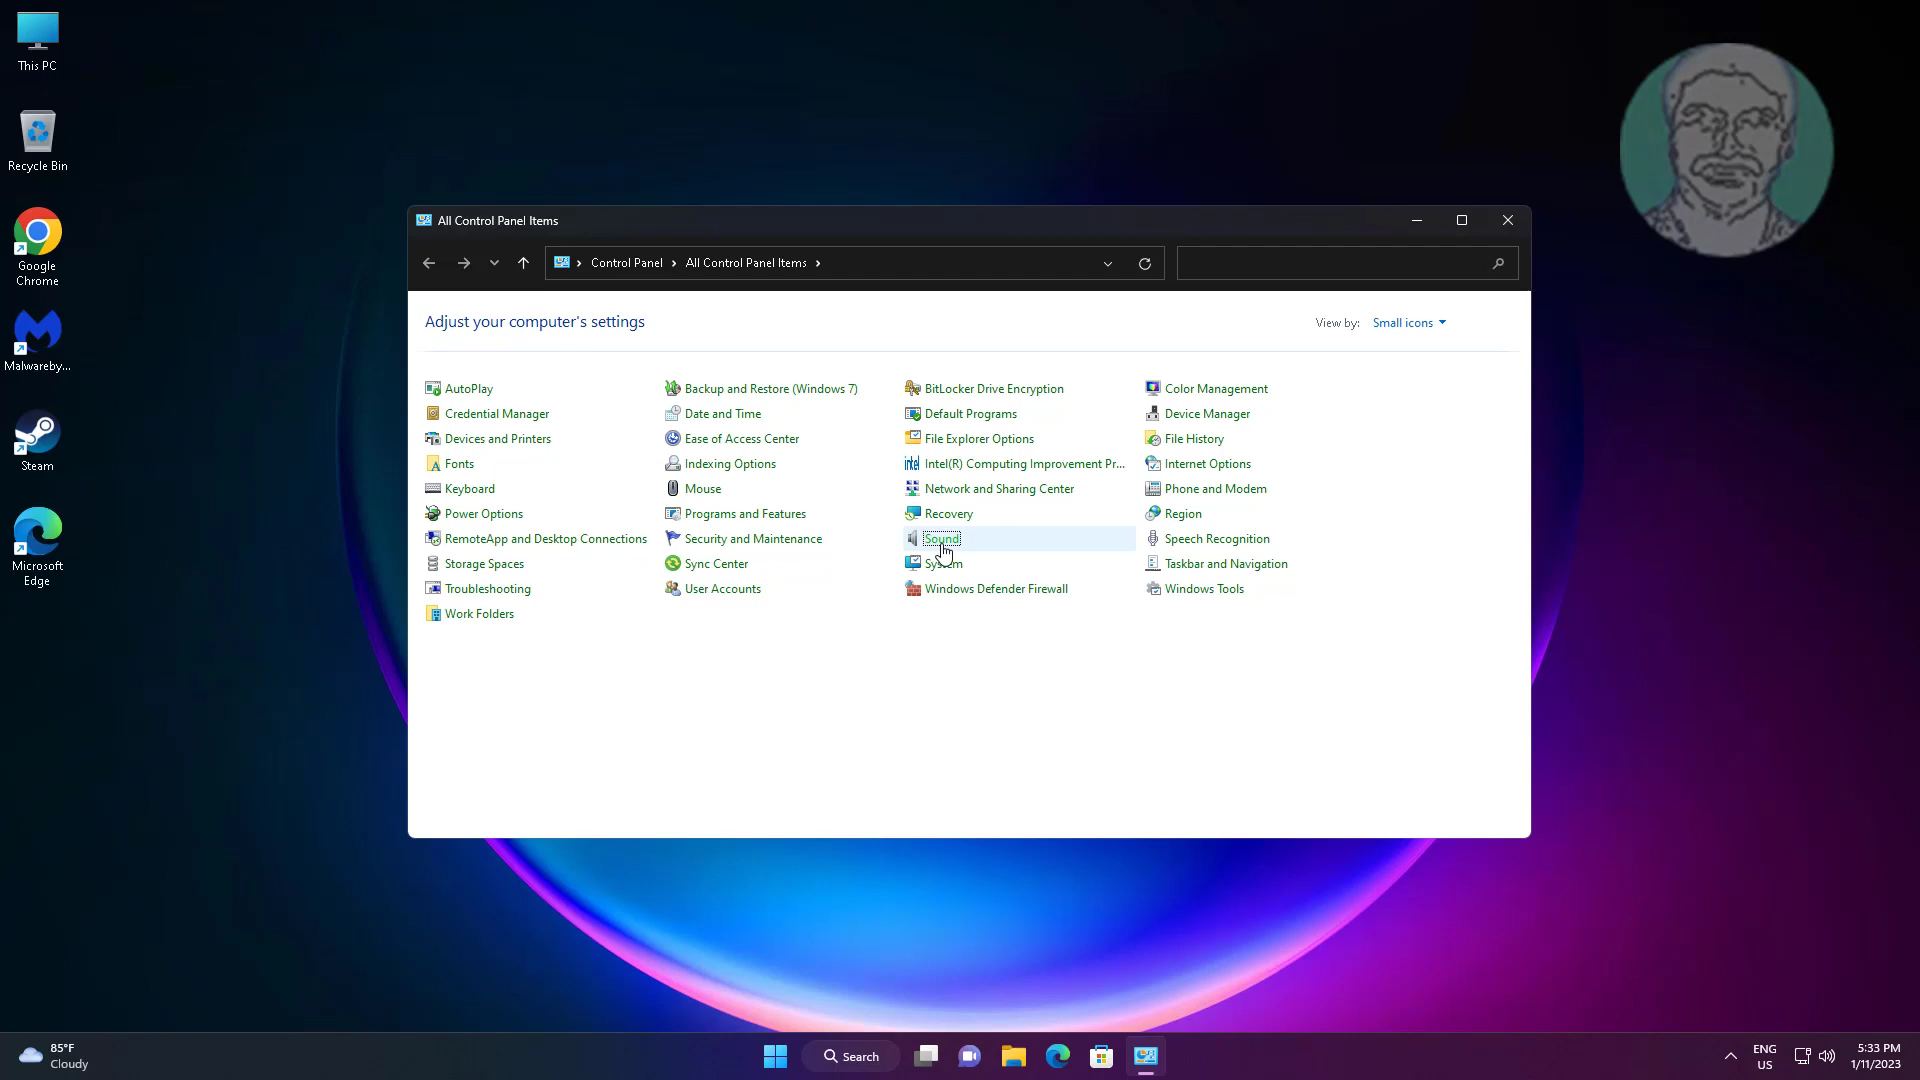 This PC
Recycle Bin
Google
Chrome
Malwareby...
Steam
Microsoft
Edge
All Control Panel Items
Control Panel
All Control Panel Items
Adjust your computer's settings
View by: Small icons
AutoPlay
Backup and Restore (Windows 7)
BitLocker Drive Encryption
Color Management
Credential Manager
Date and Time
Default Programs
Device Manager
Devices and Printers
Ease of Access Center
File Explorer Options
File History
Fonts
Indexing Options
Intel(R) Computing Improvement Pr...
Internet Options
Keyboard
Mouse
Network and Sharing Center
Phone and Modem
Power Options
Programs and Features
Recovery
Region
RemoteApp and Desktop Connections
Security and Maintenance
Sound
Speech Recognition
Storage Spaces
Sync Center
System
Taskbar and Navigation
Troubleshooting
User Accounts
Windows Defender Firewall
Windows Tools
Work Folders
85°F
Cloudy
Search
ENG
US
5:33 PM
1/11/2023